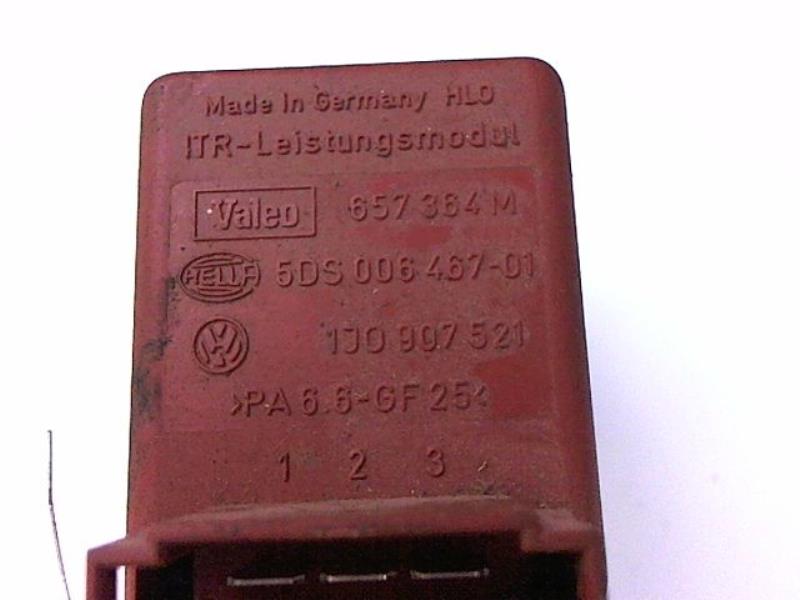 Made In Germany HLO
ITR-Leistungsmodul
Valeo 657 364 M
HELLA 5DS 006 467-01
VW 1J0 907 521
>PA 6.6-GF 25<
1 2 3